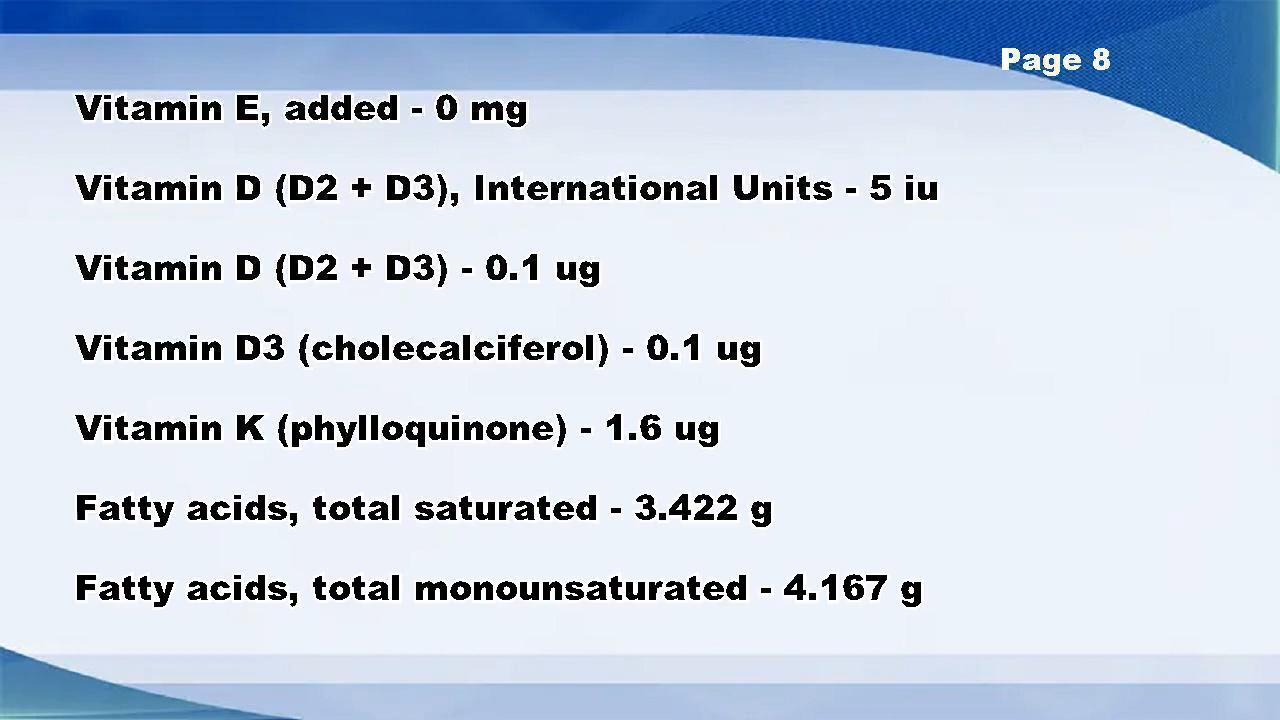 Page 8
Vitamin E, added - 0 mg
Vitamin D (D2 + D3), International Units - 5 iu
Vitamin D (D2 + D3) - 0.1 ug
Vitamin D3 (cholecalciferol) - 0.1 ug
Vitamin K (phylloquinone) - 1.6 ug
Fatty acids, total saturated - 3.422 g
Fatty acids, total monounsaturated - 4.167 g